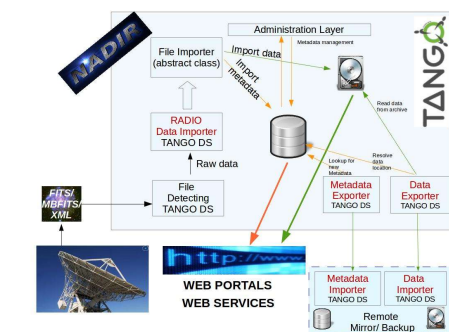 NADIR
Administration Layer
TANGO
File Importer
(abstract class)
Import data
Metadata management
Import
metadata
Read data
from archive
RADIO
Data Importer
TANGO DS
Raw data
Lookup for
new
Metadata
Resolve
data
location
File
Detecting
TANGO DS
Metadata
Exporter
TANGO DS
Data
Exporter
TANGO DS
FITS/
MBFITS/
XML
http://www
WEB PORTALS
WEB SERVICES
Metadata
Importer
TANGO DS
Data
Importer
TANGO DS
Remote
Mirror/ Backup